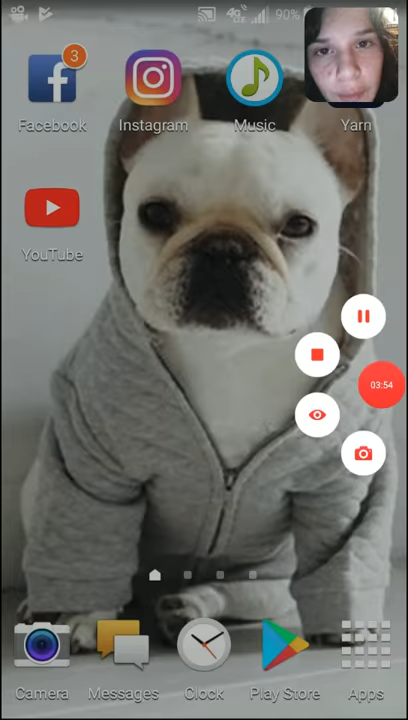 90%
3
Facebook
Instagram
Music
Yarn
YouTube
03:54
Camera
Messages
Clock
Play Store
Apps